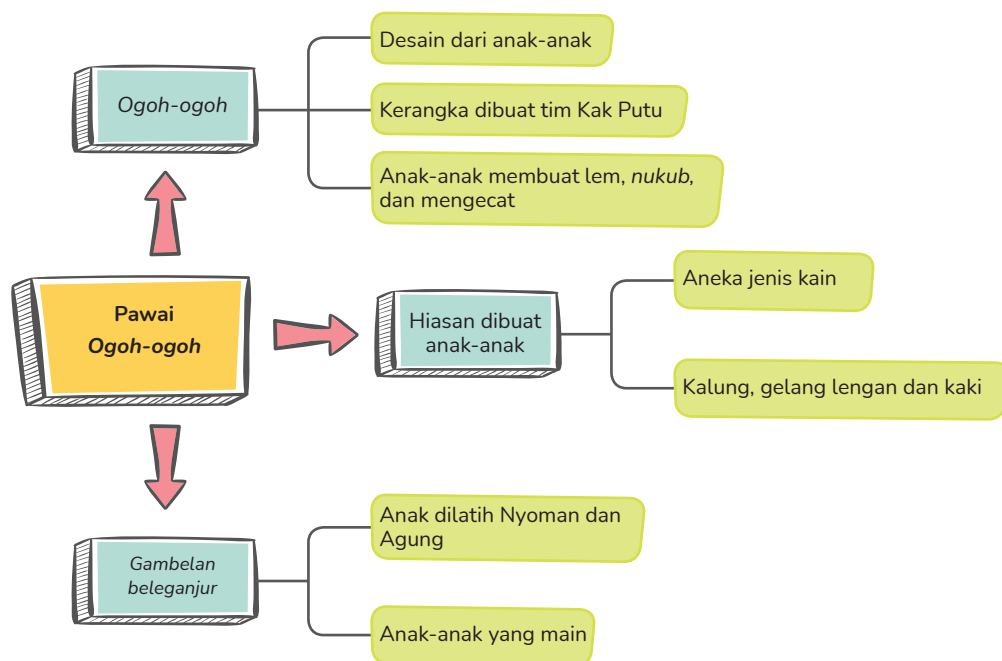 Ogoh-ogoh
Desain dari anak-anak
Kerangka dibuat tim Kak Putu
Anak-anak membuat lem, nukub,
dan mengecat
Pawai
Ogoh-ogoh
Hiasan dibuat
anak-anak
Aneka jenis kain
Kalung, gelang lengan dan kaki
Gambelan
beleganjur
Anak dilatih Nyoman dan
Agung
Anak-anak yang main